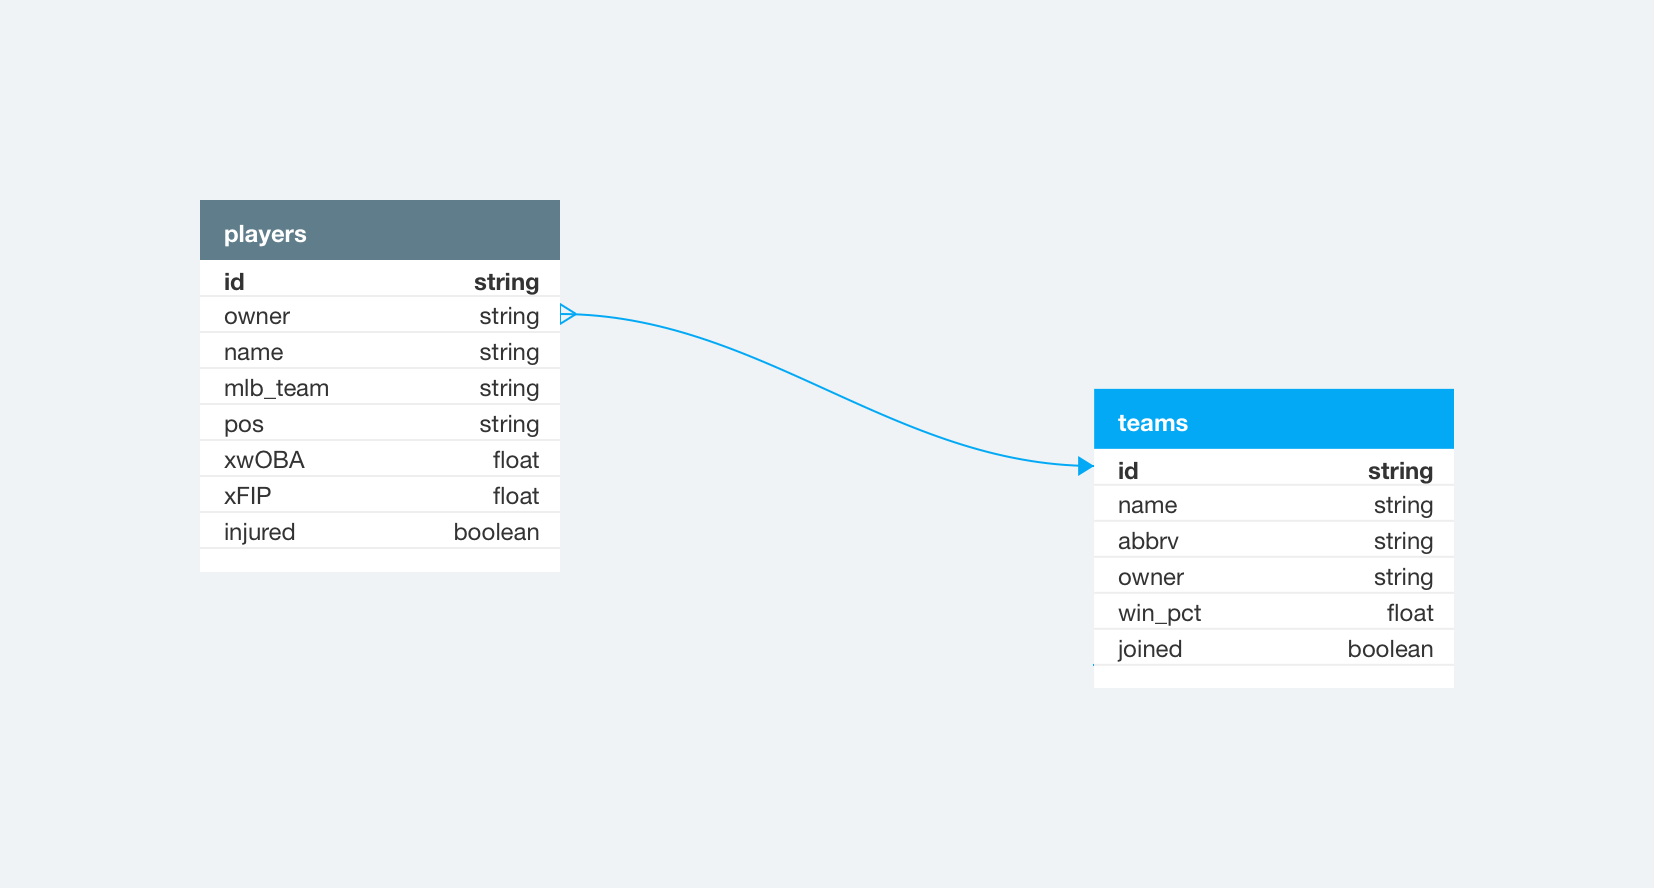 players
id string
owner string
name string
mlb_team string
pos string
xwOBA float
xFIP float
injured boolean
teams
id string
name string
abbrv string
owner string
win_pct float
joined boolean